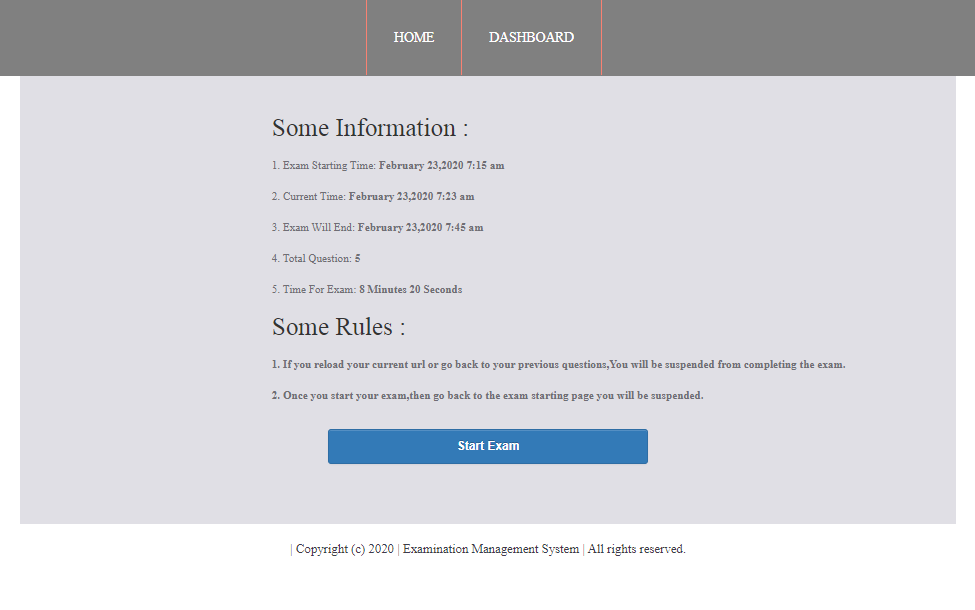 HOME DASHBOARD
Some Information :
1. Exam Starting Time: February 23,2020 7:15 am
2. Current Time: February 23,2020 7:23 am
3. Exam Will End: February 23,2020 7:45 am
4. Total Question: 5
5. Time For Exam: 8 Minutes 20 Seconds
Some Rules :
1. If you reload your current url or go back to your previous questions,You will be suspended from completing the exam.
2. Once you start your exam,then go back to the exam starting page you will be suspended.
Start Exam
| Copyright (c) 2020 | Examination Management System | All rights reserved.